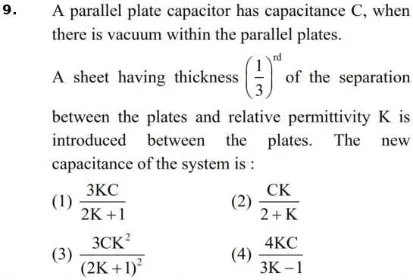 9. A parallel plate capacitor has capacitance C, when
there is vacuum within the parallel plates.
A sheet having thickness (1/3)^rd of the separation
between the plates and relative permittivity K is
introduced between the plates. The new
capacitance of the system is :
(1) 3KC/(2K+1) (2) CK/(2+K)
(3) 3CK²/(2K+1)² (4) 4KC/(3K–1)